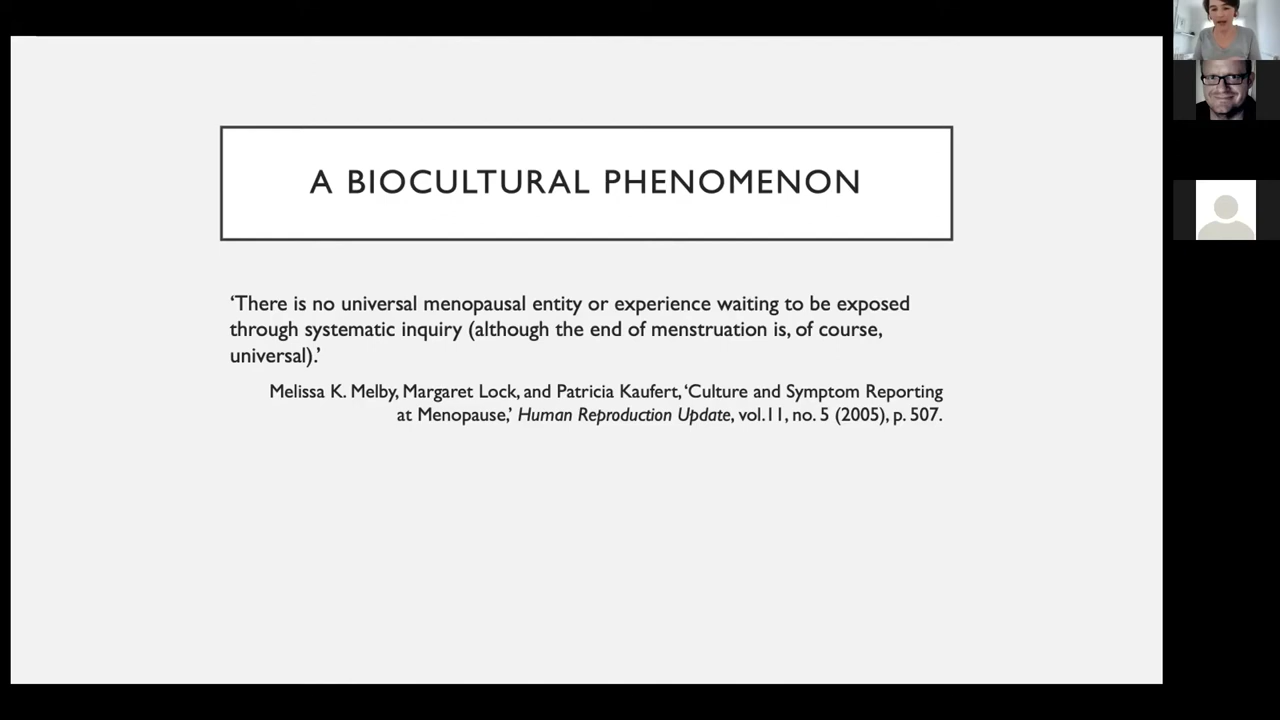 A BIOCULTURAL PHENOMENON
‘There is no universal menopausal entity or experience waiting to be exposed
through systematic inquiry (although the end of menstruation is, of course,
universal).’
Melissa K. Melby, Margaret Lock, and Patricia Kaufert, ‘Culture and Symptom Reporting
at Menopause,’ Human Reproduction Update, vol.11, no. 5 (2005), p. 507.